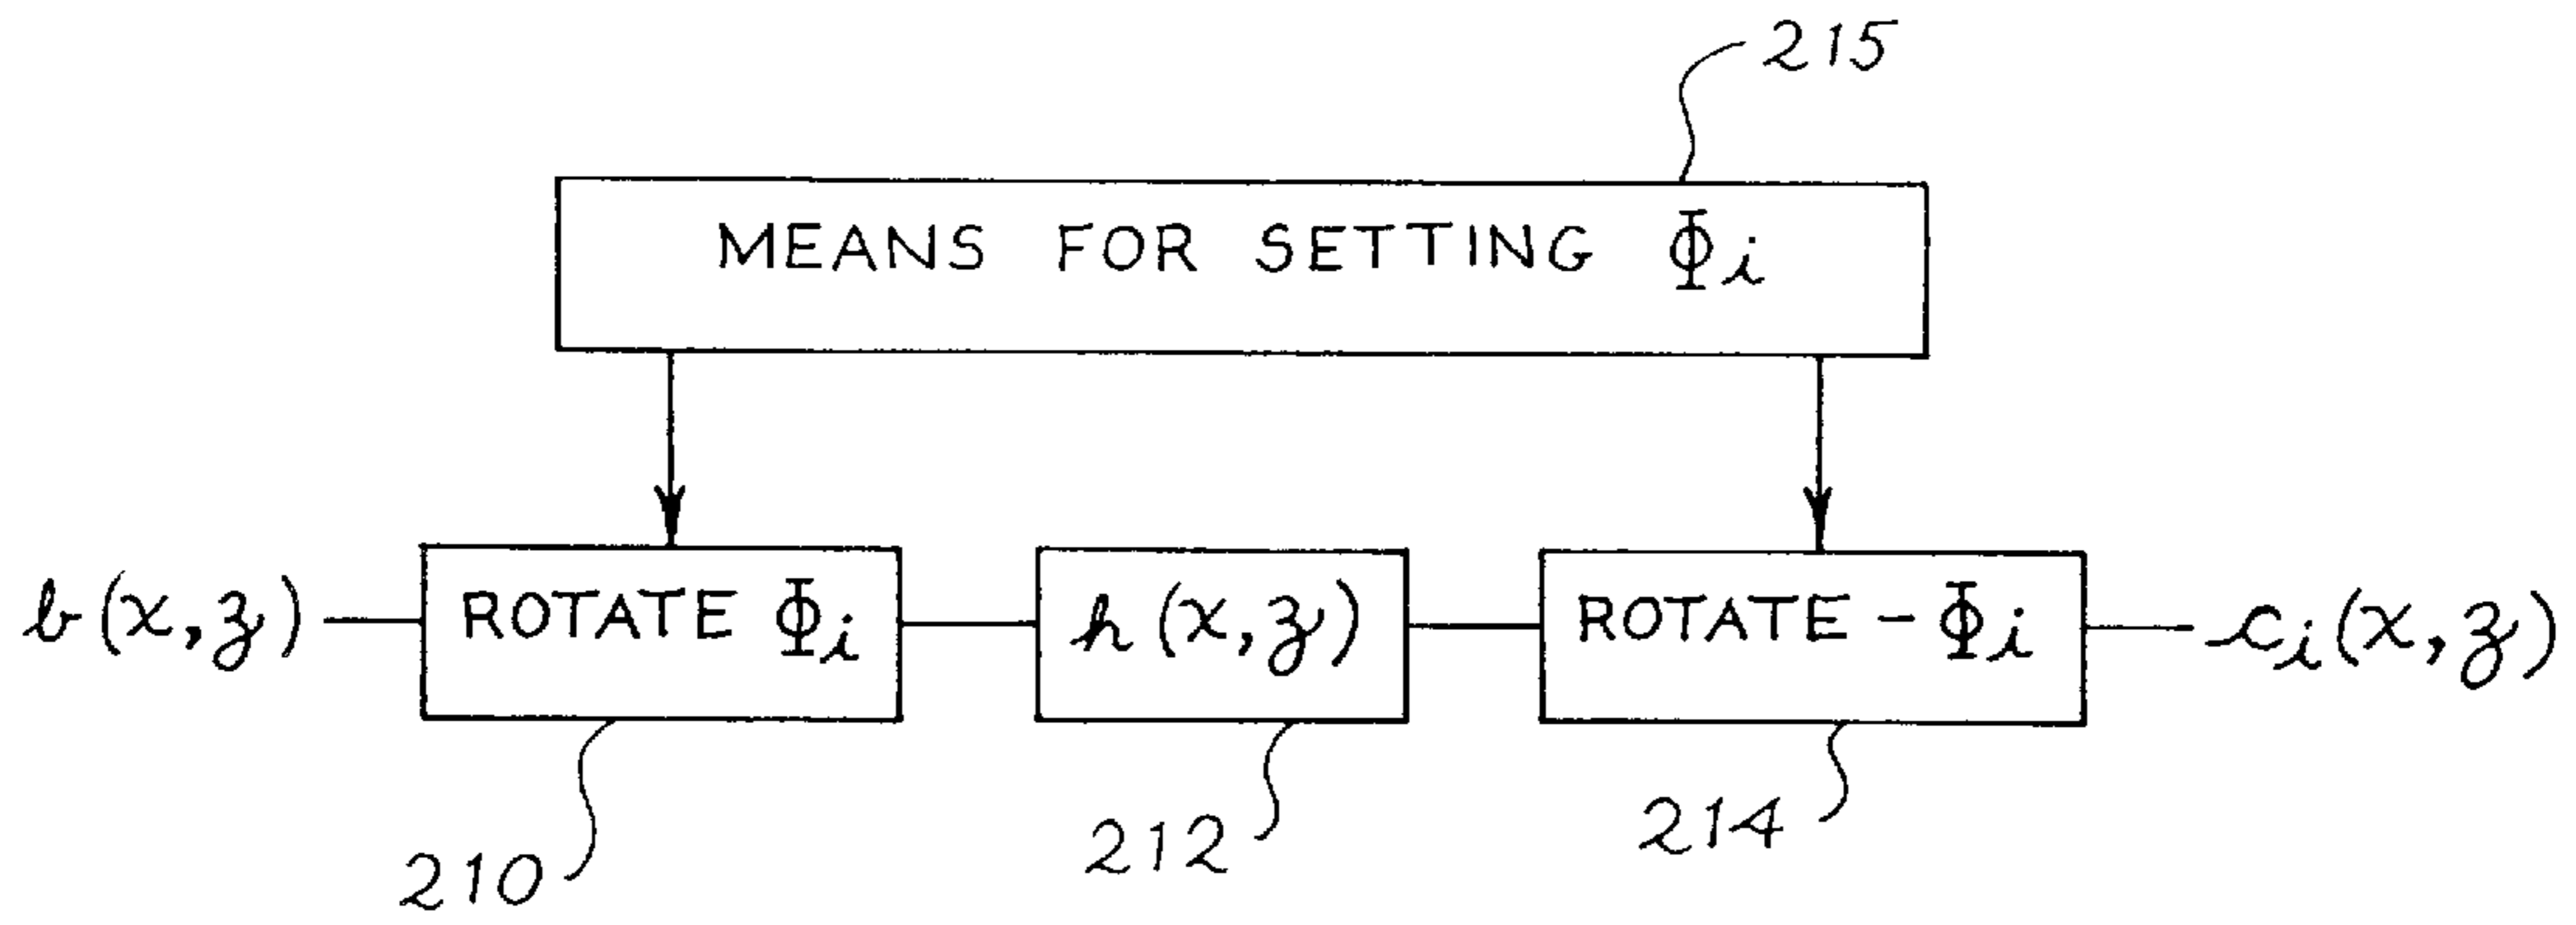 215
MEANS FOR SETTING Φi
b(x,z) ROTATE Φi h(x,z) ROTATE -Φi ci(x,z)
210 212 214